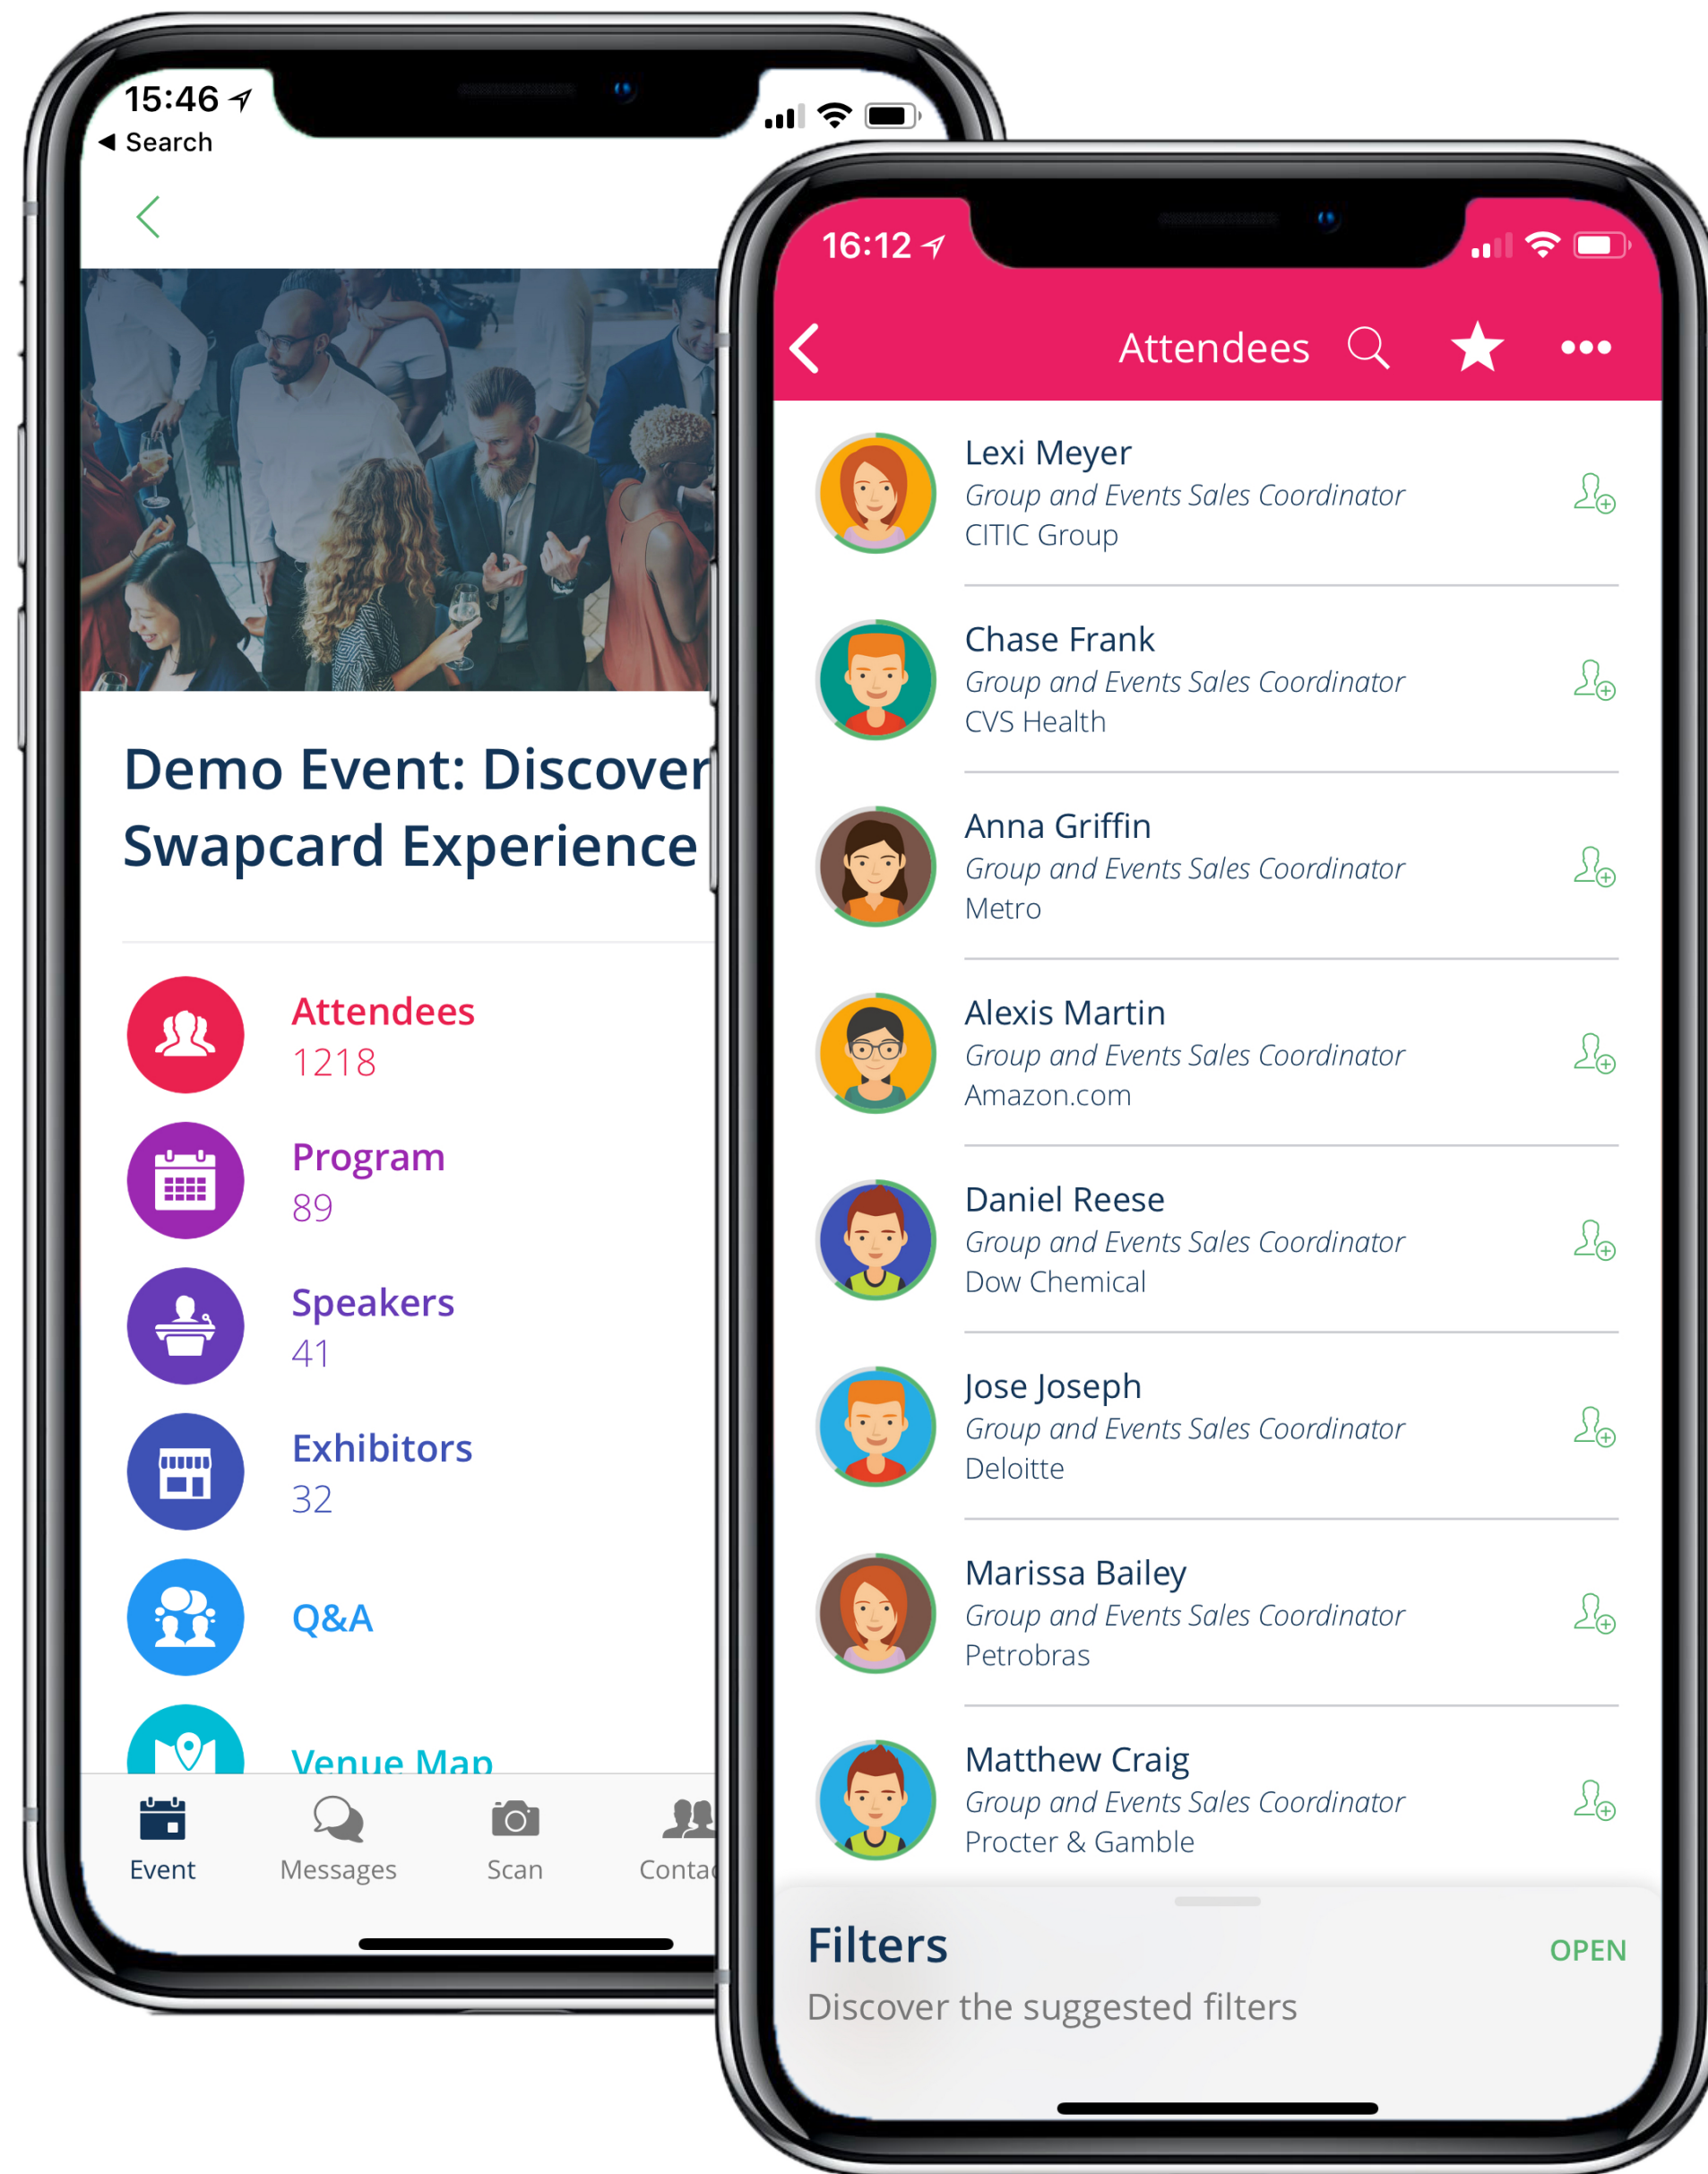 15:46
Search
Demo Event: Discover
Swapcard Experience
Attendees
1218
Program
89
Speakers
41
Exhibitors
32
Q&A
Venue Map
Event
Messages
Scan
16:12
Attendees
Lexi Meyer
Group and Events Sales Coordinator
CITIC Group
Chase Frank
Group and Events Sales Coordinator
CVS Health
Anna Griffin
Group and Events Sales Coordinator
Metro
Alexis Martin
Group and Events Sales Coordinator
Amazon.com
Daniel Reese
Group and Events Sales Coordinator
Dow Chemical
Jose Joseph
Group and Events Sales Coordinator
Deloitte
Marissa Bailey
Group and Events Sales Coordinator
Petrobras
Matthew Craig
Group and Events Sales Coordinator
Procter & Gamble
Filters
OPEN
Discover the suggested filters